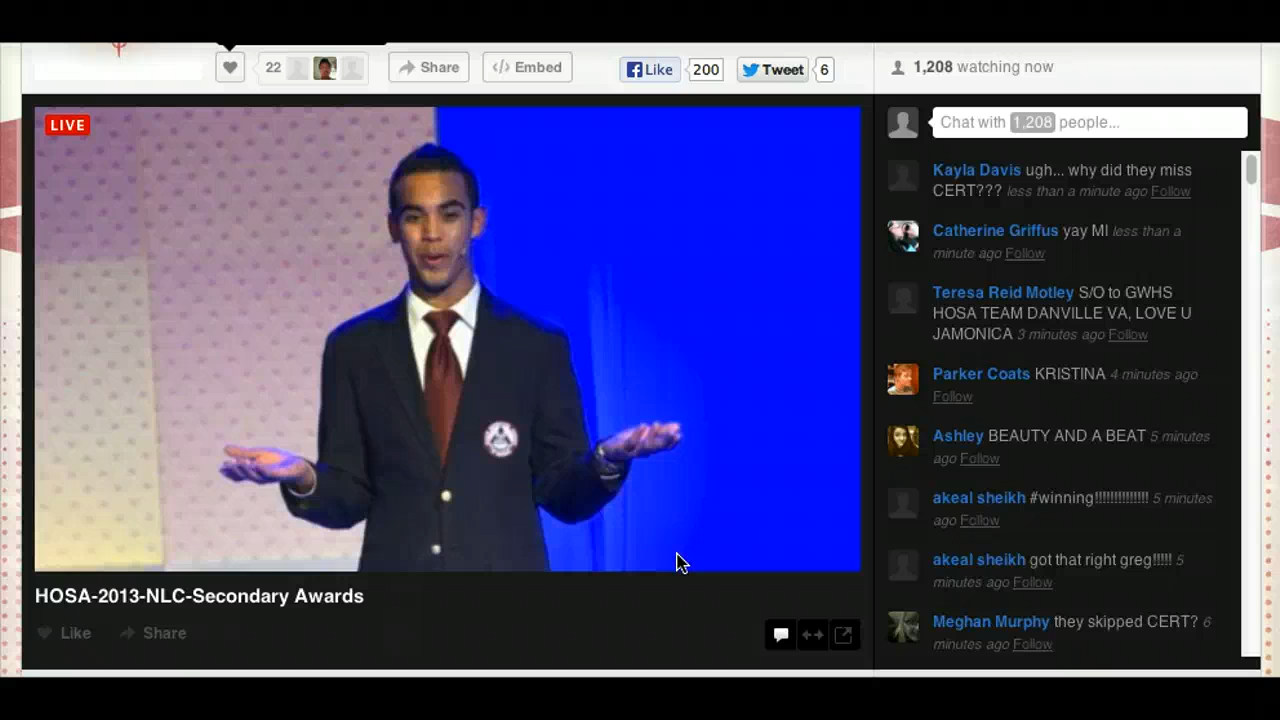 22
Share
</> Embed
Like
200
Tweet
6
1,208 watching now
LIVE
Chat with 1,208 people...
Kayla Davis ugh... why did they miss
CERT??? less than a minute ago Follow
Catherine Griffus yay MI less than a
minute ago Follow
Teresa Reid Motley S/O to GWHS
HOSA TEAM DANVILLE VA, LOVE U
JAMONICA 3 minutes ago Follow
Parker Coats KRISTINA 4 minutes ago
Follow
Ashley BEAUTY AND A BEAT 5 minutes
ago Follow
akeal sheikh #winning!!!!!!!!!!!!!! 5 minutes
ago Follow
akeal sheikh got that right greg!!!!! 5
minutes ago Follow
Meghan Murphy they skipped CERT? 6
minutes ago Follow
HOSA-2013-NLC-Secondary Awards
Like
Share